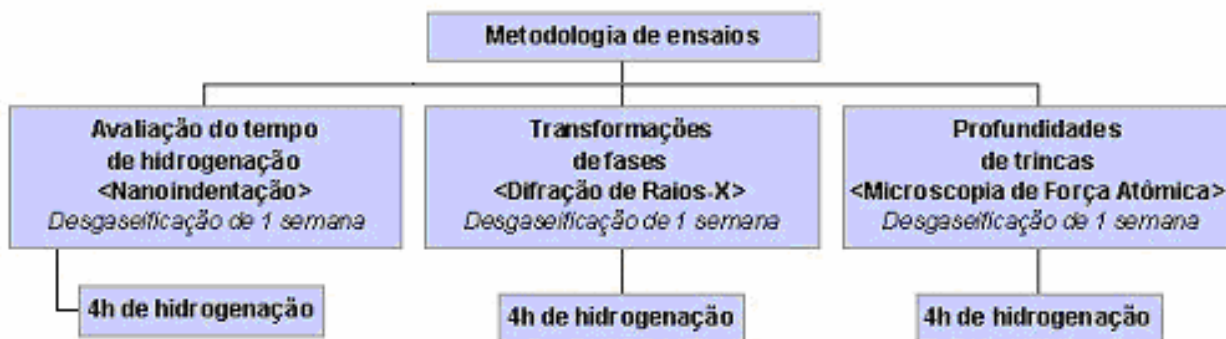 Metodologia de ensaios
Avaliação do tempo
de hidrogenação
<Nanoindentação>
Desgaseificação de 1 semana
4h de hidrogenação
Transformações
de fases
<Difração de Raios-X>
Desgaseificação de 1 semana
4h de hidrogenação
Profundidades
de trincas
<Microscopia de Força Atômica>
Desgaseificação de 1 semana
4h de hidrogenação